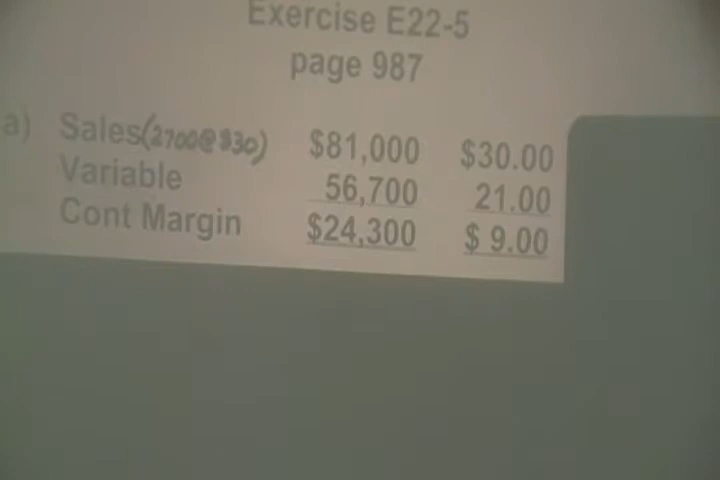 Exercise E22-5
page 987
a) Sales(2700@$30) $81,000 $30.00
Variable 56,700 21.00
Cont Margin $24,300 $ 9.00